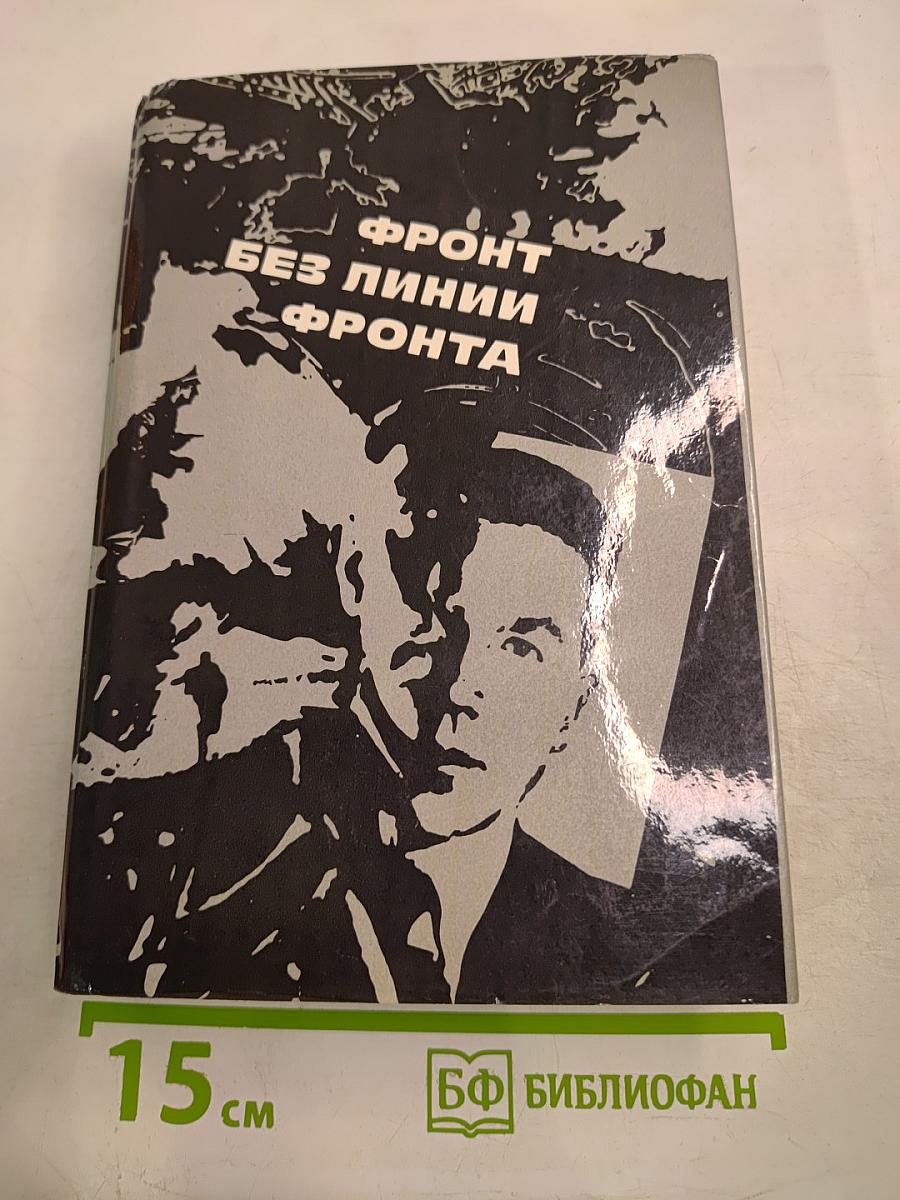 ФРОНТ
БЕЗ ЛИНИИ
ФРОНТА
15 см
БФ БИБЛИОФАН